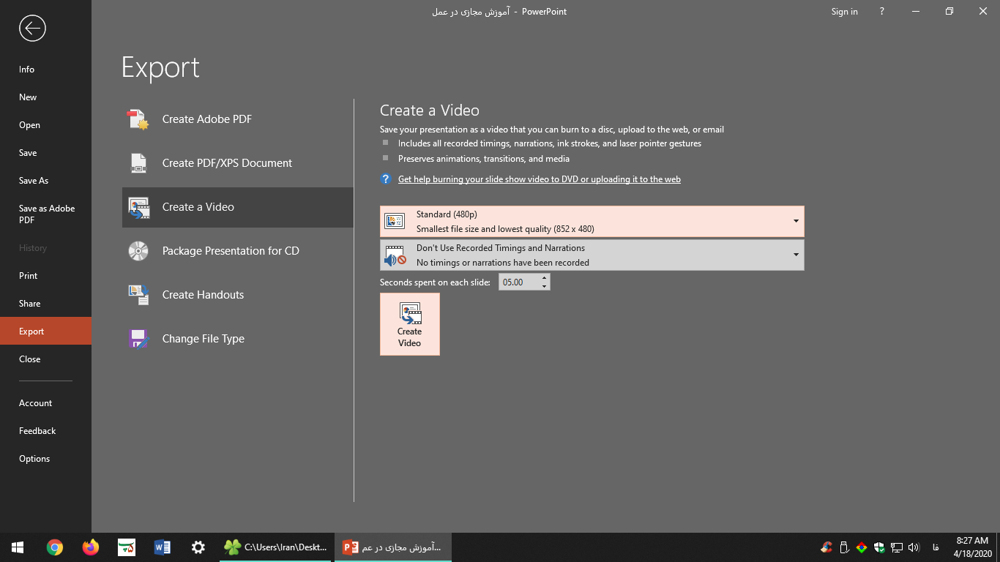 آموزش مجازی در عمل - PowerPoint
Sign in
?
Export
Info
New
Open
Save
Save As
Save as Adobe
PDF
History
Print
Share
Export
Close
Account
Feedback
Options
Create Adobe PDF
Create PDF/XPS Document
Create a Video
Package Presentation for CD
Create Handouts
Change File Type
Create a Video
Save your presentation as a video that you can burn to a disc, upload to the web, or email
Includes all recorded timings, narrations, ink strokes, and laser pointer gestures
Preserves animations, transitions, and media
? Get help burning your slide show video to DVD or uploading it to the web
Standard (480p)
Smallest file size and lowest quality (852 x 480)
Don't Use Recorded Timings and Narrations
No timings or narrations have been recorded
Seconds spent on each slide: 05.00
Create
Video
C:\Users\Iran\Deskt...
آموزش مجازی در عم...
فا
8:27 AM
4/18/2020